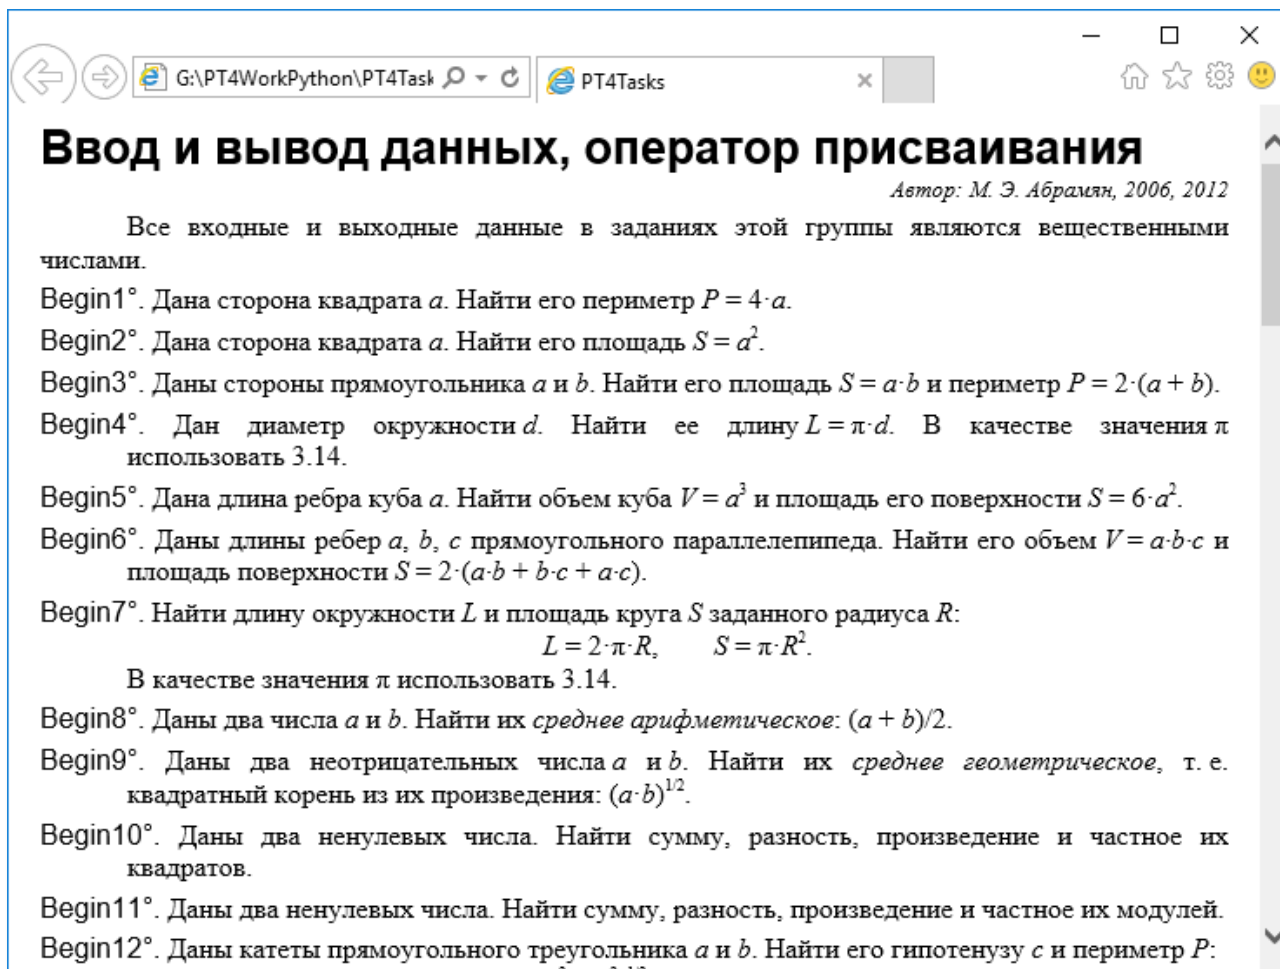 G:\PT4WorkPython\PT4Task
PT4Tasks
Ввод и вывод данных, оператор присваивания
Автор: М. Э. Абрамян, 2006, 2012
Все входные и выходные данные в заданиях этой группы являются вещественными
числами.
Begin1°. Дана сторона квадрата a. Найти его периметр P = 4·a.
Begin2°. Дана сторона квадрата a. Найти его площадь S = a².
Begin3°. Даны стороны прямоугольника a и b. Найти его площадь S = a·b и периметр P = 2·(a + b).
Begin4°. Дан диаметр окружности d. Найти ее длину L = π·d. В качестве значения π
использовать 3.14.
Begin5°. Дана длина ребра куба a. Найти объем куба V = a³ и площадь его поверхности S = 6·a².
Begin6°. Даны длины ребер a, b, c прямоугольного параллелепипеда. Найти его объем V = a·b·c и
площадь поверхности S = 2·(a·b + b·c + a·c).
Begin7°. Найти длину окружности L и площадь круга S заданного радиуса R:
L = 2·π·R, S = π·R².
В качестве значения π использовать 3.14.
Begin8°. Даны два числа a и b. Найти их среднее арифметическое: (a + b)/2.
Begin9°. Даны два неотрицательных числа a и b. Найти их среднее геометрическое, т. е.
квадратный корень из их произведения: (a·b)^1/2.
Begin10°. Даны два ненулевых числа. Найти сумму, разность, произведение и частное их
квадратов.
Begin11°. Даны два ненулевых числа. Найти сумму, разность, произведение и частное их модулей.
Begin12°. Даны катеты прямоугольного треугольника a и b. Найти его гипотенузу c и периметр P: